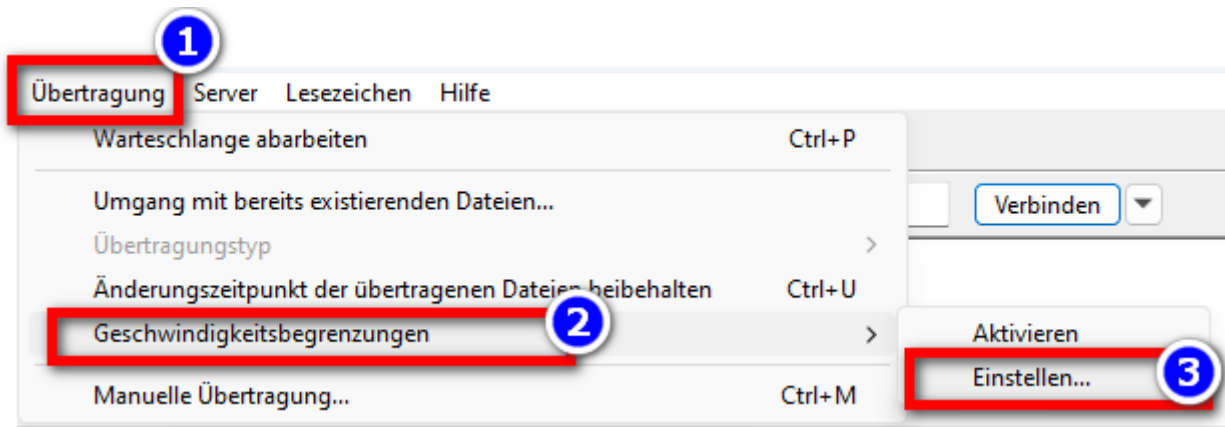 1
Übertragung Server Lesezeichen Hilfe
Warteschlange abarbeiten Ctrl+P
Umgang mit bereits existierenden Dateien...
Verbinden
Übertragungstyp
Änderungszeitpunkt der übertragenen Dateien beibehalten Ctrl+U
Geschwindigkeitsbegrenzungen 2
Aktivieren
Einstellen... 3
Manuelle Übertragung... Ctrl+M